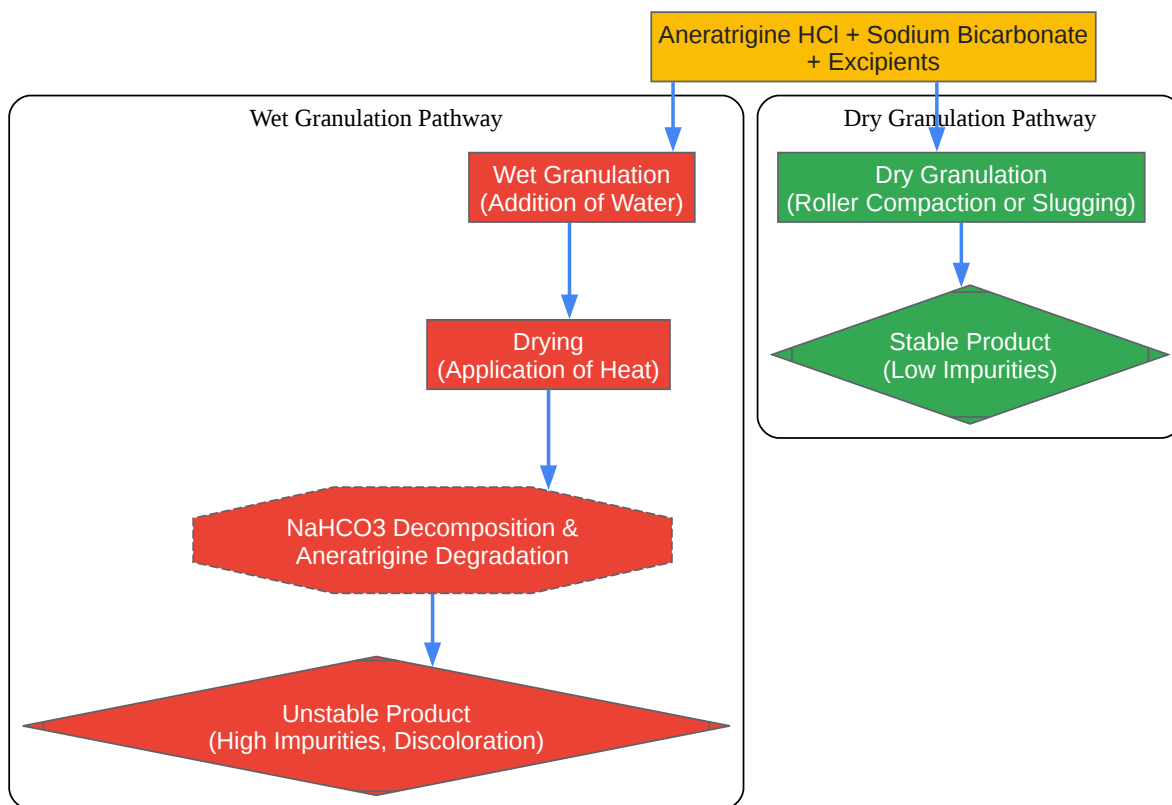 Aneratrigine HCl + Sodium Bicarbonate
+ Excipients
Wet Granulation Pathway
Wet Granulation
(Addition of Water)
Drying
(Application of Heat)
NaHCO3 Decomposition &
Aneratrigine Degradation
Unstable Product
(High Impurities, Discoloration)
Dry Granulation Pathway
Dry Granulation
(Roller Compaction or Slugging)
Stable Product
(Low Impurities)